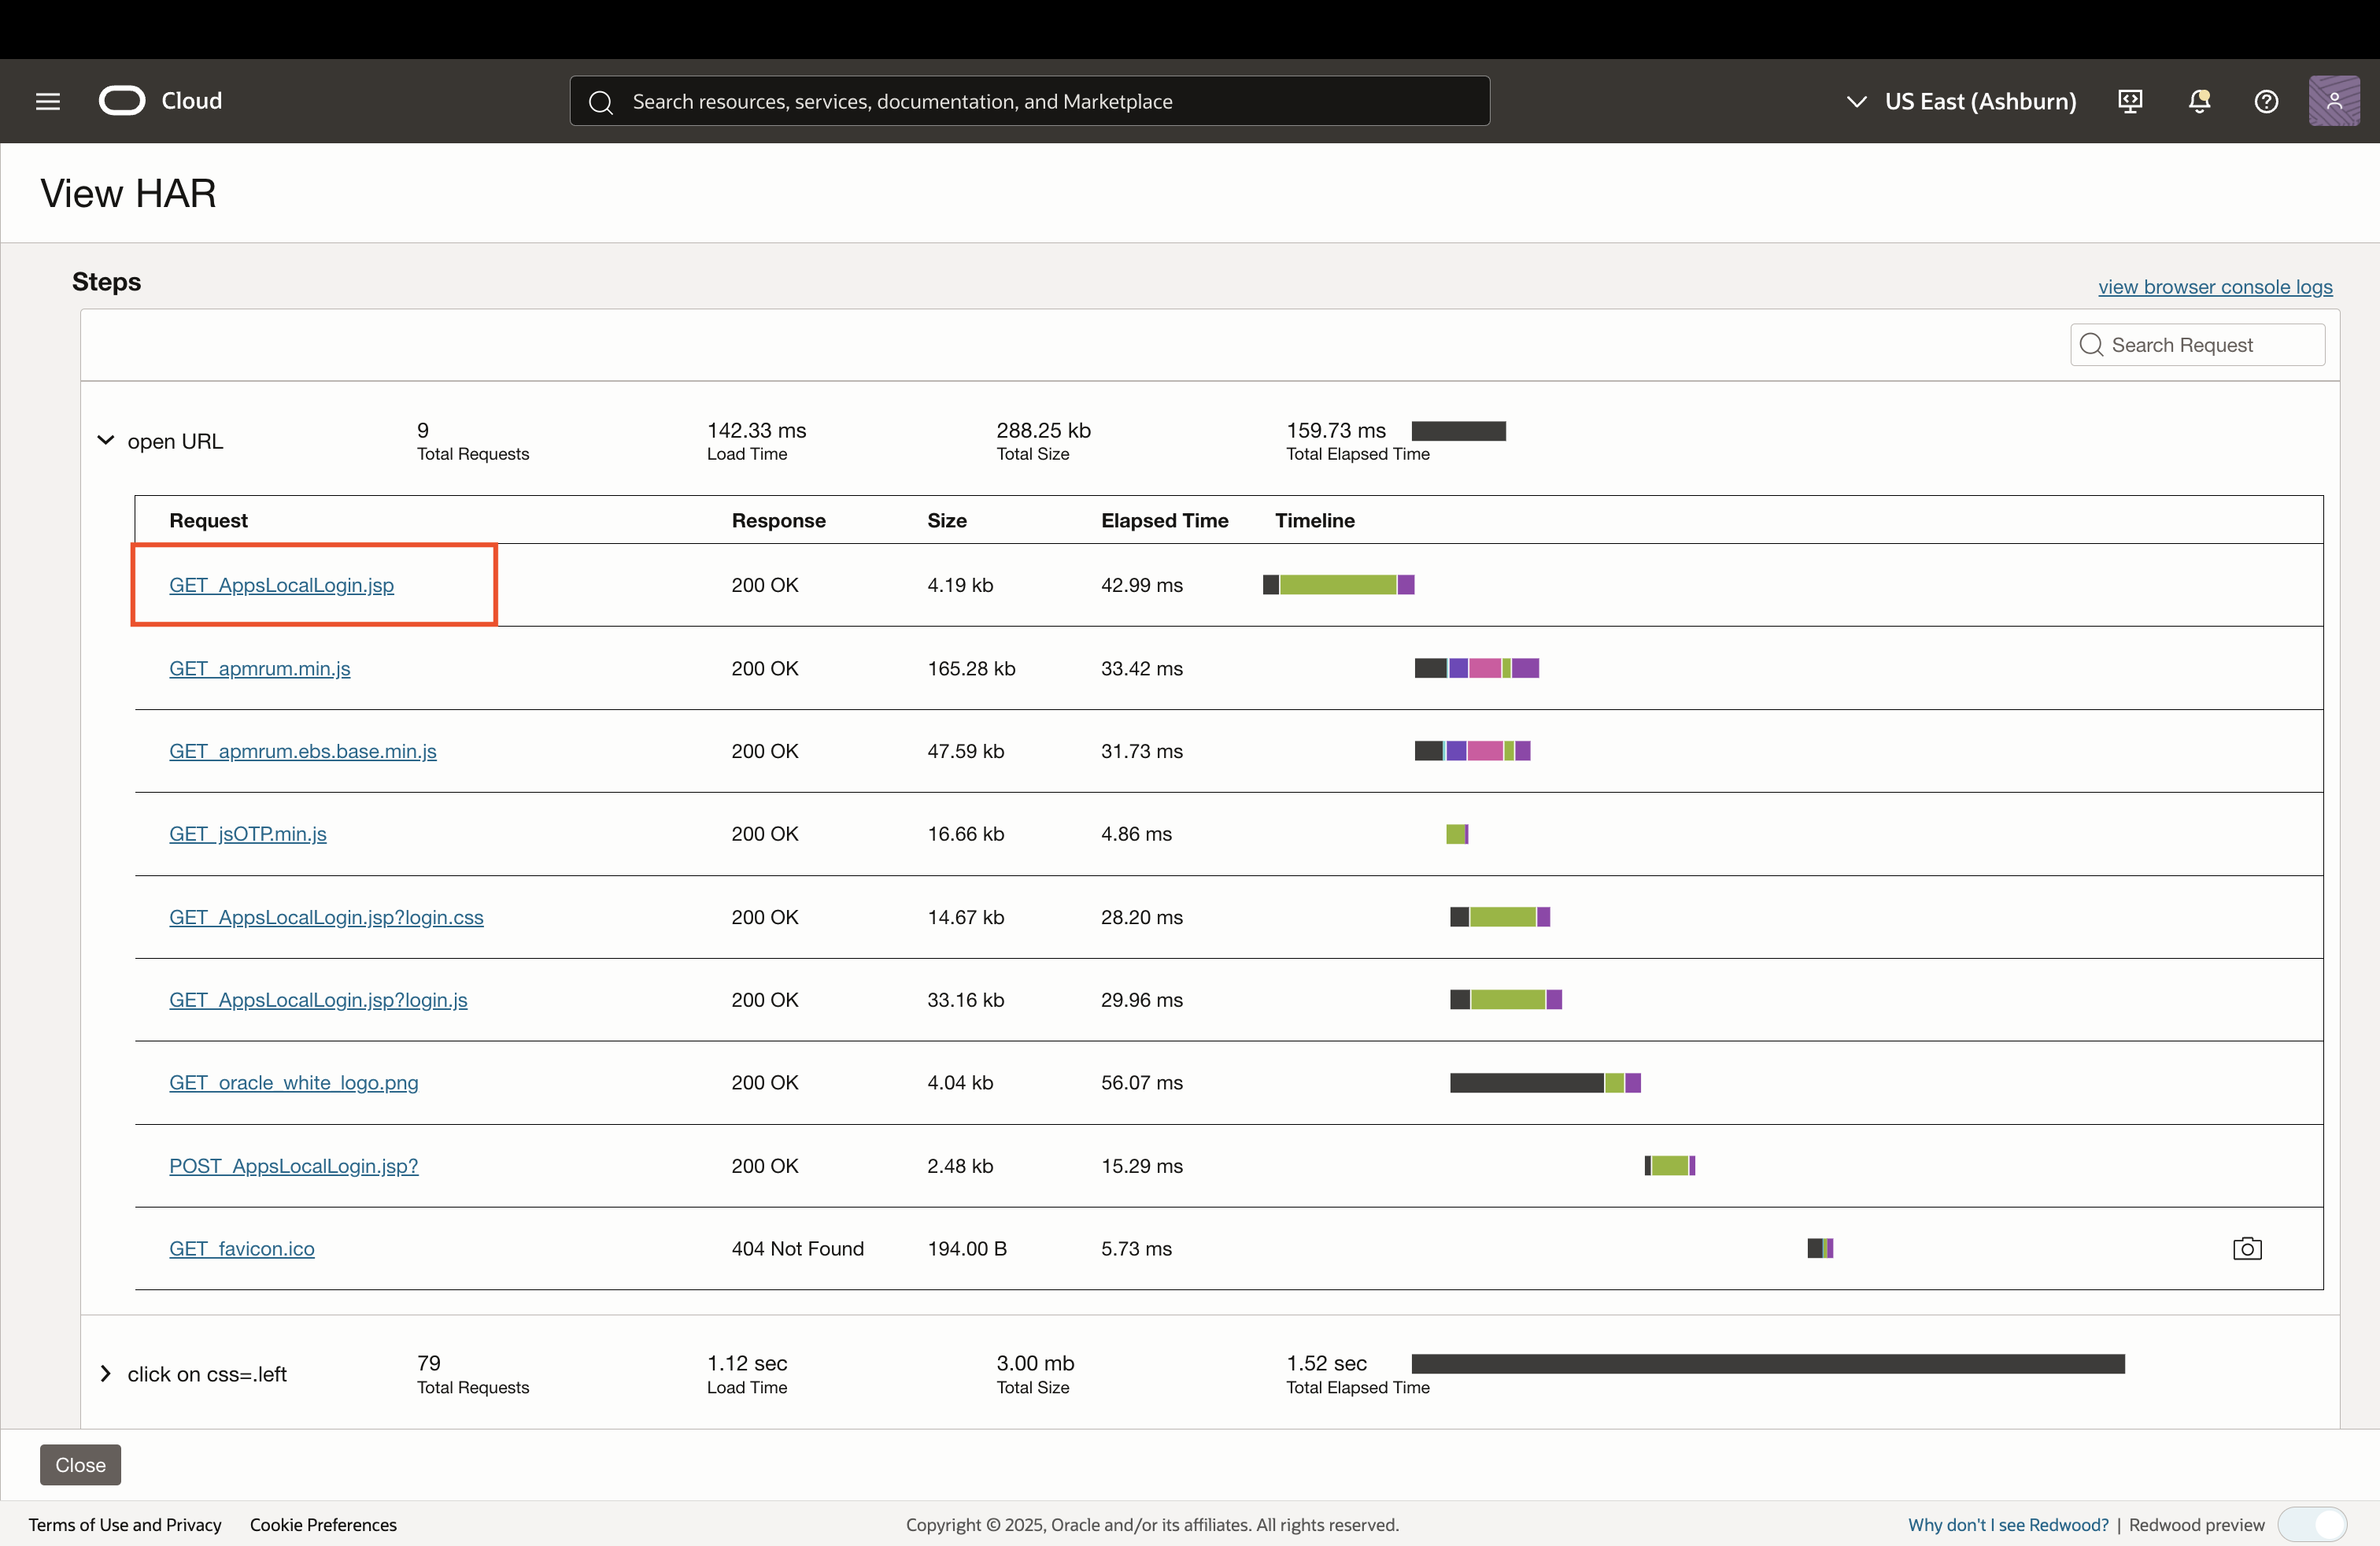 Cloud
Search resources, services, documentation, and Marketplace
US East (Ashburn)
View HAR
Steps
view browser console logs
Search Request
open URL
9
Total Requests
142.33 ms
Load Time
288.25 kb
Total Size
159.73 ms
Total Elapsed Time
Request Response Size Elapsed Time Timeline
GET AppsLocalLogin.jsp 200 OK 4.19 kb 42.99 ms
GET apmrum.min.js 200 OK 165.28 kb 33.42 ms
GET apmrum.ebs.base.min.js 200 OK 47.59 kb 31.73 ms
GET jsOTP.min.js 200 OK 16.66 kb 4.86 ms
GET AppsLocalLogin.jsp?login.css 200 OK 14.67 kb 28.20 ms
GET AppsLocalLogin.jsp?login.js 200 OK 33.16 kb 29.96 ms
GET oracle_white_logo.png 200 OK 4.04 kb 56.07 ms
POST AppsLocalLogin.jsp? 200 OK 2.48 kb 15.29 ms
GET favicon.ico 404 Not Found 194.00 B 5.73 ms
click on css=.left
79
Total Requests
1.12 sec
Load Time
3.00 mb
Total Size
1.52 sec
Total Elapsed Time
Close
Terms of Use and Privacy Cookie Preferences Copyright © 2025, Oracle and/or its affiliates. All rights reserved. Why don't I see Redwood? | Redwood preview